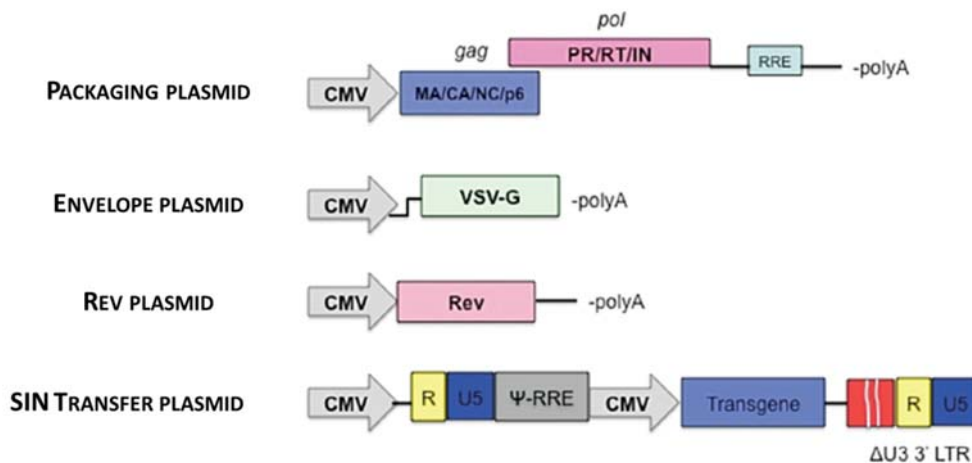 pol
gag
PR/RT/IN
RRE
-polyA
PACKAGING PLASMID
CMV
MA/CA/NC/p6
ENVELOPE PLASMID
CMV
VSV-G
-polyA
REV PLASMID
CMV
Rev
-polyA
SIN TRANSFER PLASMID
CMV
R
U5
Ψ-RRE
CMV
Transgene
R
U5
ΔU3 3' LTR